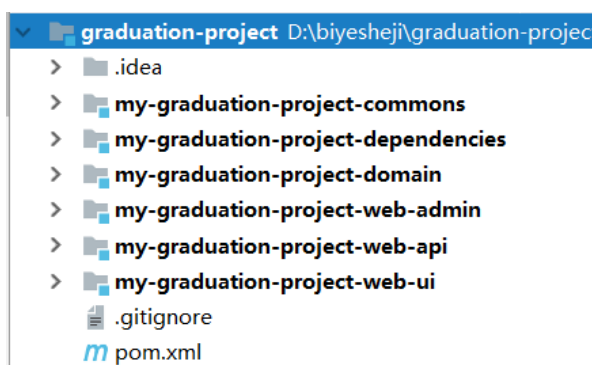 graduation-project D:\biyesheji\graduation-projec
.idea
my-graduation-project-commons
my-graduation-project-dependencies
my-graduation-project-domain
my-graduation-project-web-admin
my-graduation-project-web-api
my-graduation-project-web-ui
.gitignore
m pom.xml